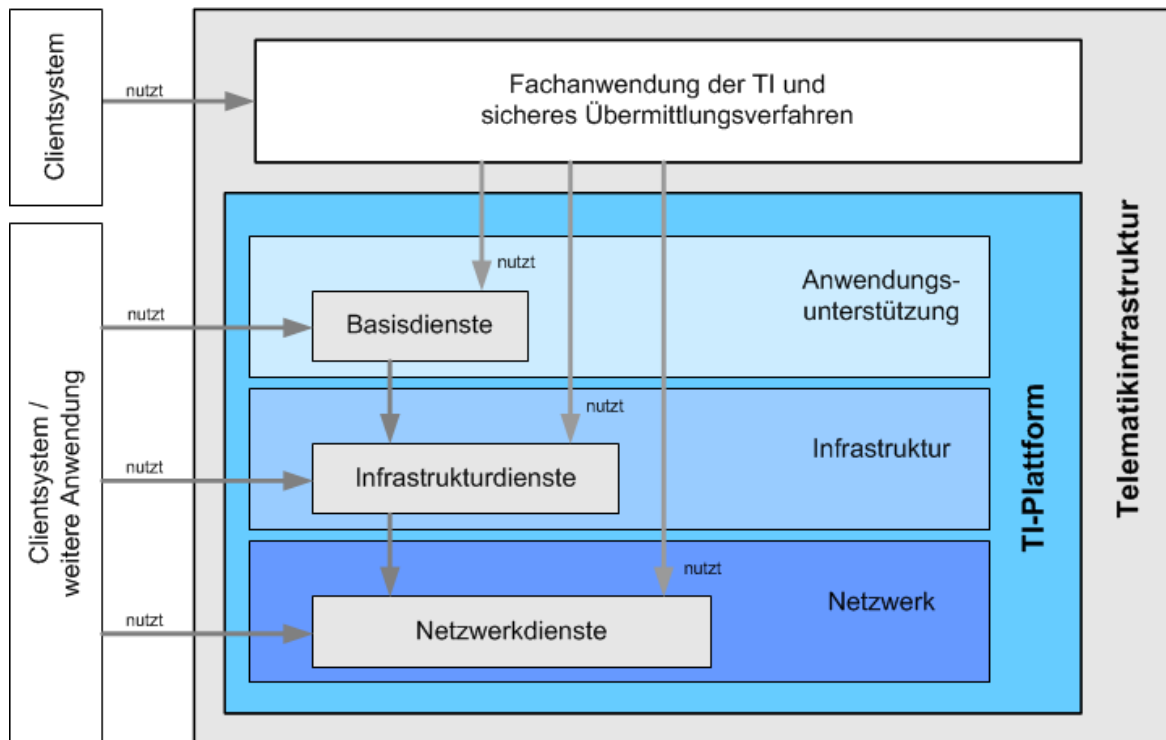 Clientsystem
nutzt
Fachanwendung der TI und
sicheres Übermittlungsverfahren
Telematikinfrastruktur
TI-Plattform
Clientsystem /
weitere Anwendung
nutzt
Anwendungs-
unterstützung
nutzt
Basisdienste
nutzt
Infrastruktur
nutzt
Infrastrukturdienste
nutzt
Netzwerk
nutzt
Netzwerkdienste